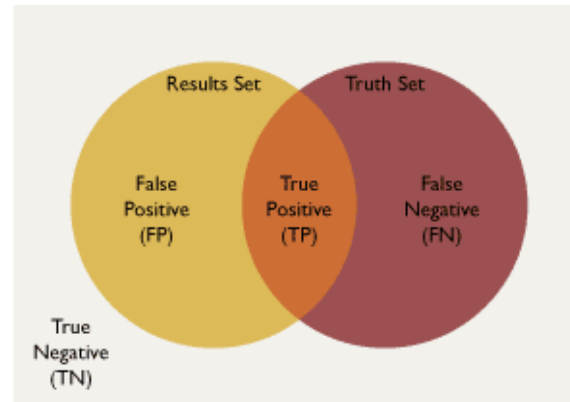 Results Set
Truth Set
False
Positive
(FP)
True
Positive
(TP)
False
Negative
(FN)
True
Negative
(TN)